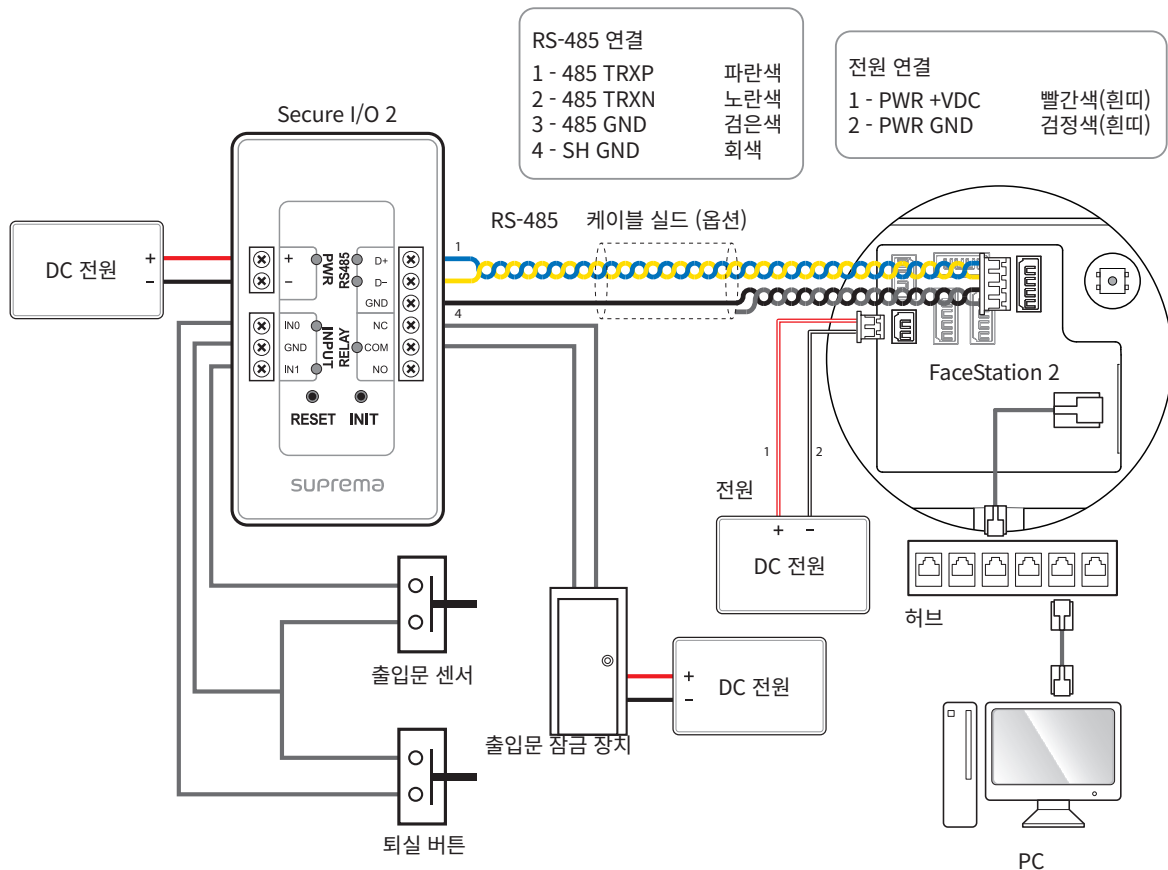 RS-485 연결
1 - 485 TRXP 파란색
2 - 485 TRXN 노란색
3 - 485 GND 검은색
4 - SH GND 회색
전원 연결
1 - PWR +VDC 빨간색(흰띠)
2 - PWR GND 검정색(흰띠)
Secure I/O 2
RS-485 케이블 실드 (옵션)
DC 전원
+
−
+
−
PWR
RS485
D+
D−
GND
IN0
GND
IN1
INPUT
RELAY
NC
COM
NO
RESET INIT
suprema
1
4
FaceStation 2
1
2
전원
+ −
DC 전원
허브
출입문 센서
+
−
DC 전원
출입문 잠금 장치
퇴실 버튼
PC